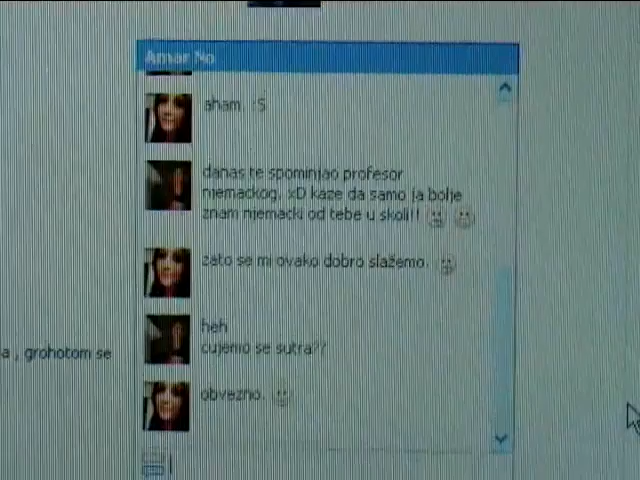 Amar No
aham. :S
danas te spominjao profesor
njemackog, xD kaze da samo ja bolje
znam njemacki od tebe u skoli!!
zato se mi ovako dobro slažemo.
heh
cujemo se sutra??
obvezno.
a , grohotom se